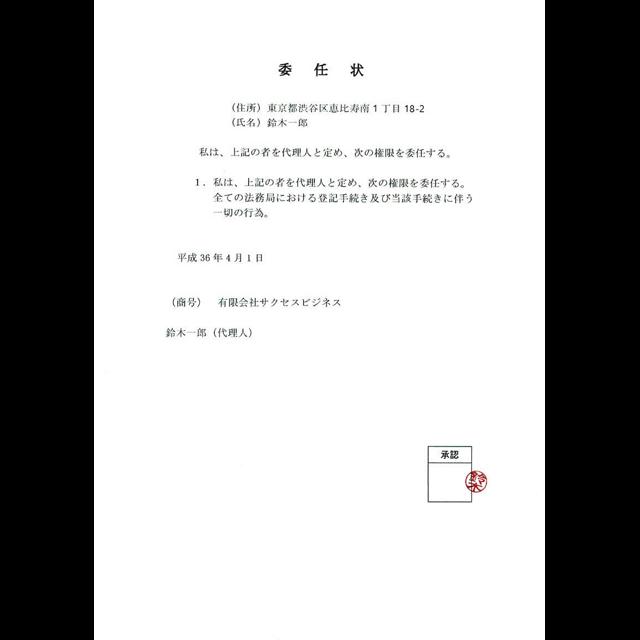 委 任 状
（住所）東京都渋谷区恵比寿南１丁目 18-2
（氏名）鈴木一郎
私は、上記の者を代理人と定め、次の権限を委任する。
１．私は、上記の者を代理人と定め、次の権限を委任する。
全ての法務局における登記手続き及び当該手続きに伴う
一切の行為。
平成 36 年 4 月 1 日
（商号）　有限会社サクセスビジネス
鈴木一郎（代理人）
承認
鈴木